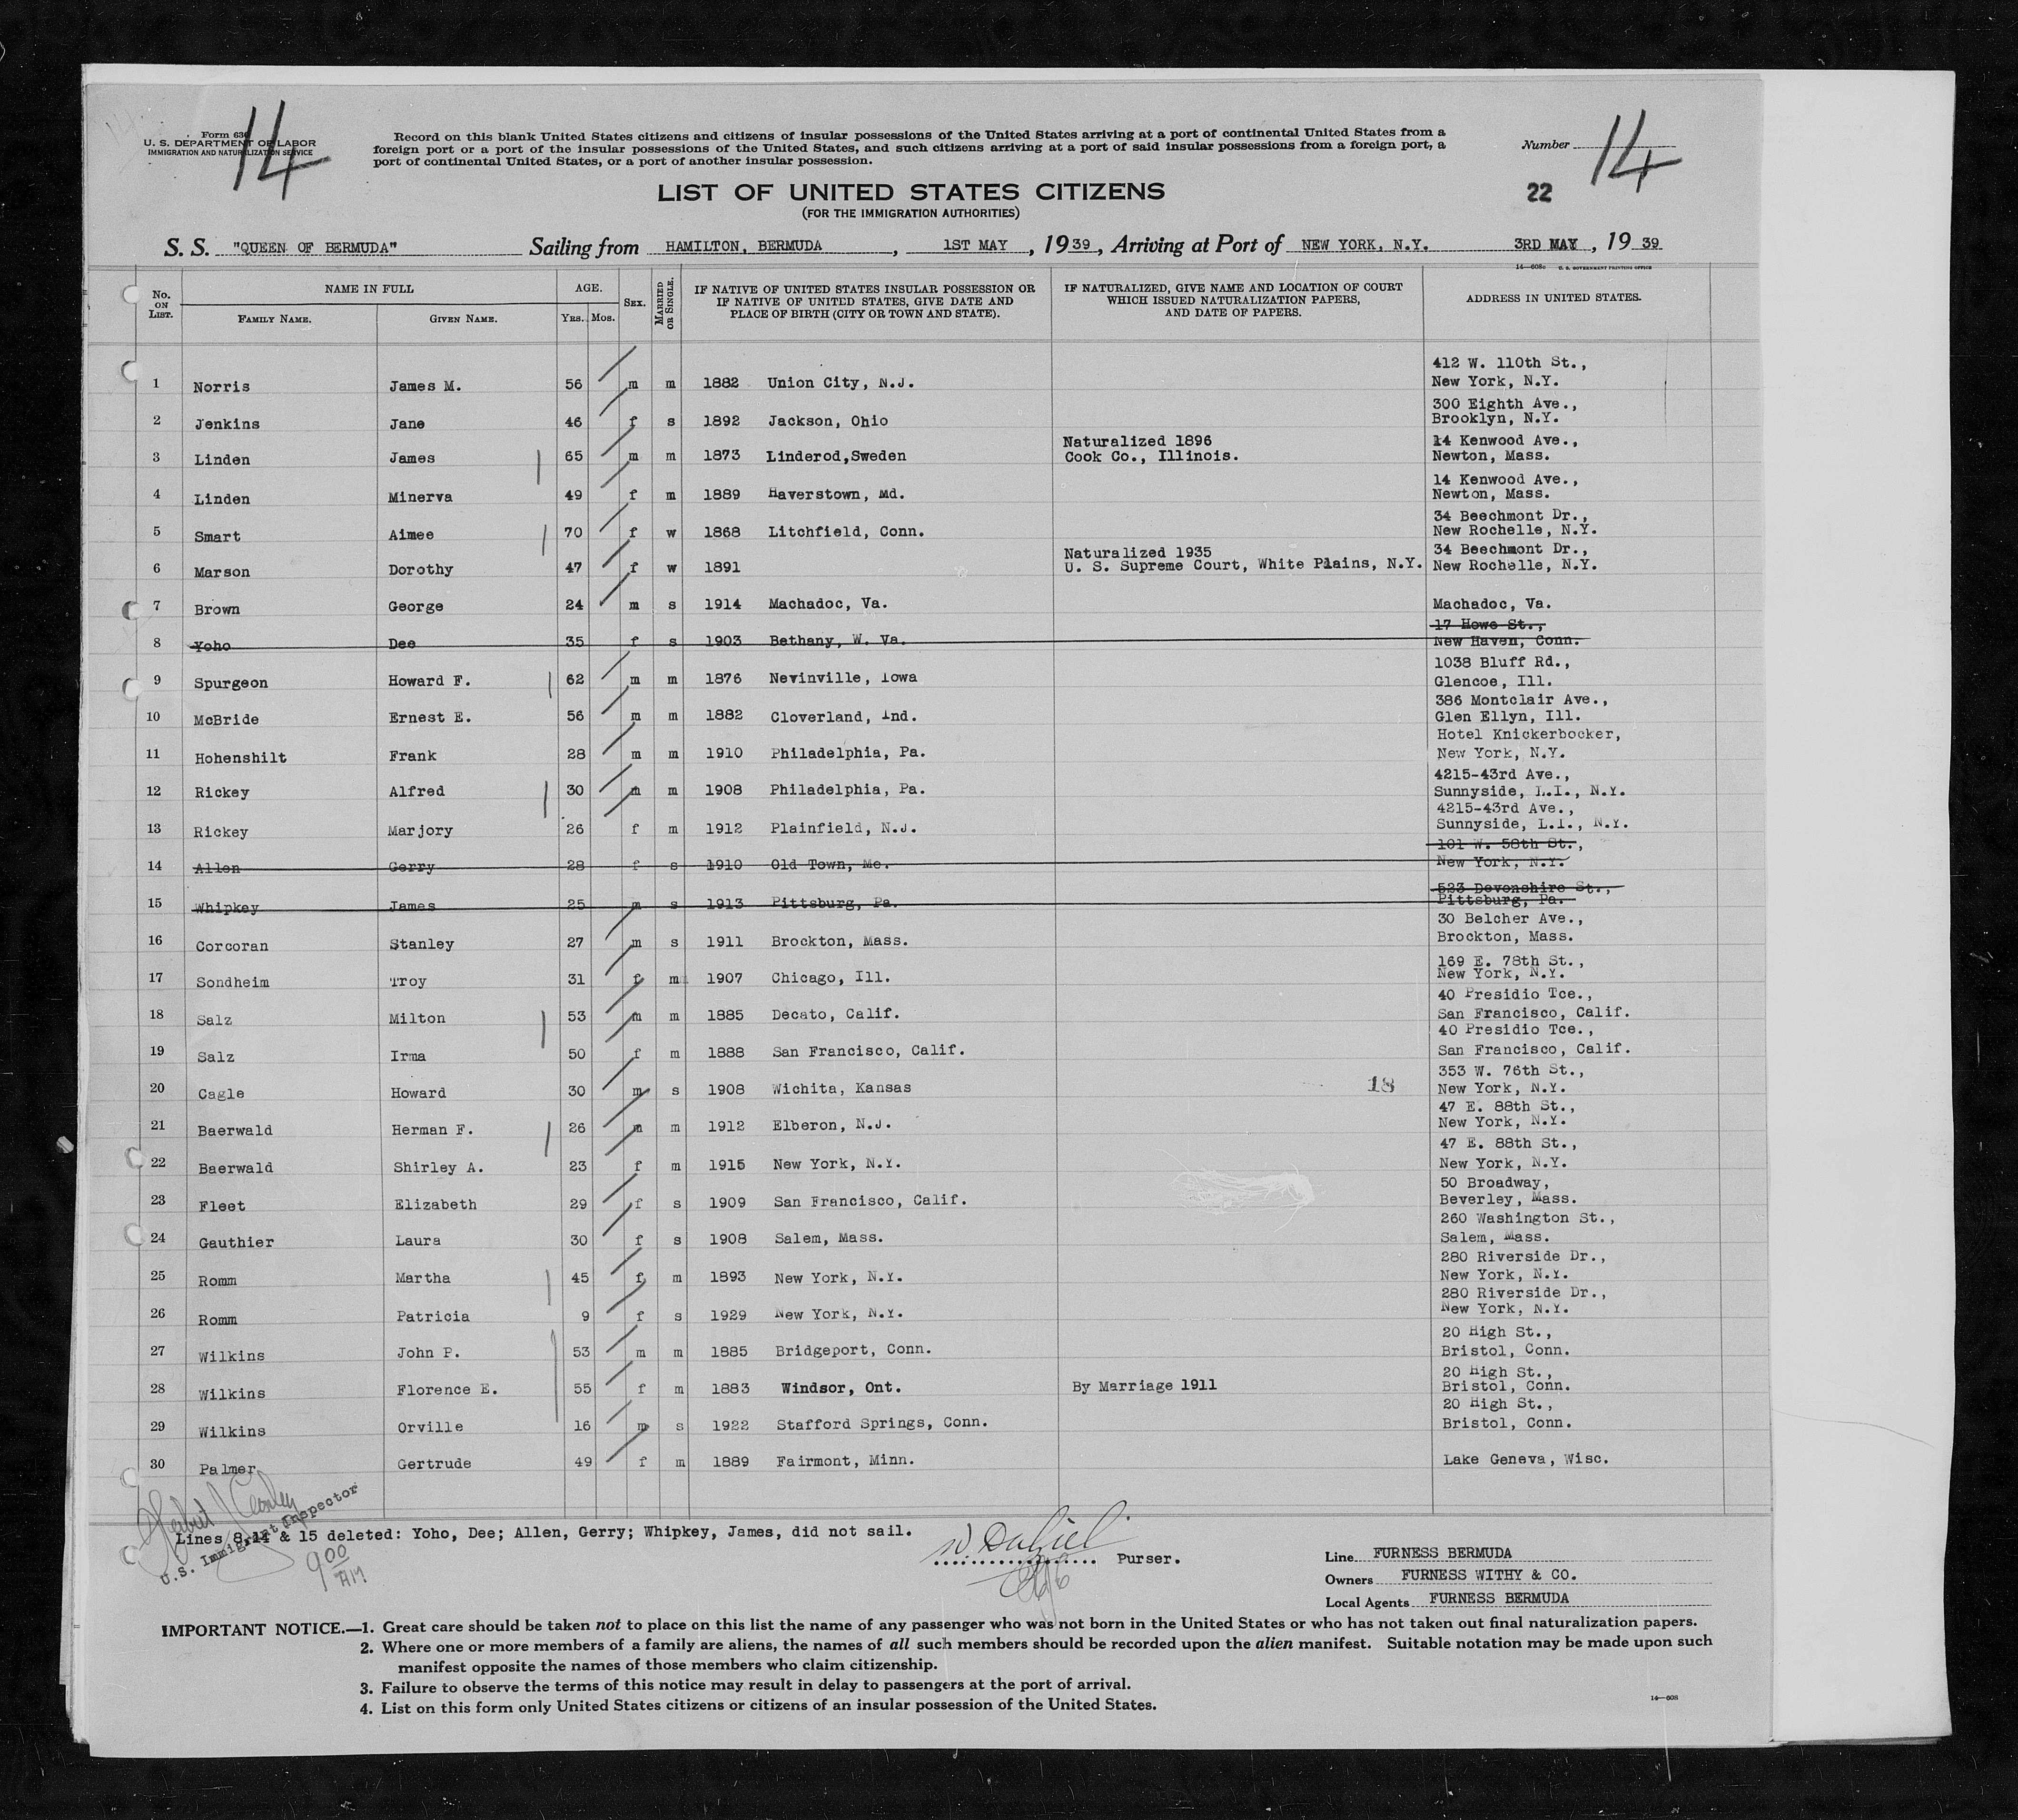 14
Form 630
U. S. DEPARTMENT OF LABOR
IMMIGRATION AND NATURALIZATION SERVICE
Record on this blank United States citizens and citizens of insular possessions of the United States arriving at a port of continental United States from a
foreign port or a port of the insular possessions of the United States, and such citizens arriving at a port of said insular possessions from a foreign port, a
port of continental United States, or a port of another insular possession.
Number 14
LIST OF UNITED STATES CITIZENS
22
(FOR THE IMMIGRATION AUTHORITIES)
S. S. "QUEEN OF BERMUDA" Sailing from HAMILTON, BERMUDA, 1ST MAY, 1939, Arriving at Port of NEW YORK, N.Y. 3RD MAY, 1939
14—608c U. S. GOVERNMENT PRINTING OFFICE
No. ON LIST. NAME IN FULL FAMILY NAME. GIVEN NAME. AGE. YRS. MOS. SEX. MARRIED OR SINGLE. IF NATIVE OF UNITED STATES INSULAR POSSESSION OR IF NATIVE OF UNITED STATES, GIVE DATE AND PLACE OF BIRTH (CITY OR TOWN AND STATE). IF NATURALIZED, GIVE NAME AND LOCATION OF COURT WHICH ISSUED NATURALIZATION PAPERS, AND DATE OF PAPERS. ADDRESS IN UNITED STATES.
1 Norris James M. 56 m m 1882 Union City, N.J. 412 W. 110th St., New York, N.Y.
2 Jenkins Jane 46 f s 1892 Jackson, Ohio 300 Eighth Ave., Brooklyn, N.Y.
3 Linden James 65 m m 1873 Linderod,Sweden Naturalized 1896 Cook Co., Illinois. 14 Kenwood Ave., Newton, Mass.
4 Linden Minerva 49 f m 1889 Haverstown, Md. 14 Kenwood Ave., Newton, Mass.
5 Smart Aimee 70 f w 1868 Litchfield, Conn. 34 Beechmont Dr., New Rochelle, N.Y.
6 Marson Dorothy 47 f w 1891 Naturalized 1935 U. S. Supreme Court, White Plains, N.Y. 34 Beechmont Dr., New Rochelle, N.Y.
7 Brown George 24 m s 1914 Machadoc, Va. Machadoc, Va.
8 Yoho Dee 35 f s 1903 Bethany, W. Va. 17 Howe St., New Haven, Conn.
9 Spurgeon Howard F. 62 m m 1876 Nevinville, Iowa 1038 Bluff Rd., Glencoe, Ill.
10 McBride Ernest E. 56 m m 1882 Cloverland, Ind. 386 Montclair Ave., Glen Ellyn, Ill.
11 Hohenshilt Frank 28 m m 1910 Philadelphia, Pa. Hotel Knickerbocker, New York, N.Y.
12 Rickey Alfred 30 m m 1908 Philadelphia, Pa. 4215-43rd Ave., Sunnyside, L.I., N.Y.
13 Rickey Marjory 26 f m 1912 Plainfield, N.J. 4215-43rd Ave., Sunnyside, L.I., N.Y.
14 Allen Gerry 28 f s 1910 Old Town, Me. 101 W. 58th St., New York, N.Y.
15 Whipkey James 25 m s 1913 Pittsburg, Pa. 523 Devonshire St., Pittsburg, Pa.
16 Corcoran Stanley 27 m s 1911 Brockton, Mass. 30 Belcher Ave., Brockton, Mass.
17 Sondheim Troy 31 f m 1907 Chicago, Ill. 169 E. 78th St., New York, N.Y.
18 Salz Milton 53 m m 1885 Decato, Calif. 40 Presidio Tce., San Francisco, Calif.
19 Salz Irma 50 f m 1888 San Francisco, Calif. 40 Presidio Tce., San Francisco, Calif.
20 Cagle Howard 30 m s 1908 Wichita, Kansas 18 353 W. 76th St., New York, N.Y.
21 Baerwald Herman F. 26 m m 1912 Elberon, N.J. 47 E. 88th St., New York, N.Y.
22 Baerwald Shirley A. 23 f m 1915 New York, N.Y. 47 E. 88th St., New York, N.Y.
23 Fleet Elizabeth 29 f s 1909 San Francisco, Calif. 50 Broadway, Beverley, Mass.
24 Gauthier Laura 30 f s 1908 Salem, Mass. 260 Washington St., Salem, Mass.
25 Romm Martha 45 f m 1893 New York, N.Y. 280 Riverside Dr., New York, N.Y.
26 Romm Patricia 9 f s 1929 New York, N.Y. 280 Riverside Dr., New York, N.Y.
27 Wilkins John P. 53 m m 1885 Bridgeport, Conn. 20 High St., Bristol, Conn.
28 Wilkins Florence E. 55 f m 1883 Windsor, Ont. By Marriage 1911 20 High St., Bristol, Conn.
29 Wilkins Orville 16 m s 1922 Stafford Springs, Conn. 20 High St., Bristol, Conn.
30 Palmer Gertrude 49 f m 1889 Fairmont, Minn. Lake Geneva, Wisc.
Lines 8,14 & 15 deleted: Yoho, Dee; Allen, Gerry; Whipkey, James, did not sail.
U.S. Immigrant Inspector
9 00 AM
Purser.
Line FURNESS BERMUDA
Owners FURNESS WITHY & CO.
Local Agents FURNESS BERMUDA
IMPORTANT NOTICE.—1. Great care should be taken not to place on this list the name of any passenger who was not born in the United States or who has not taken out final naturalization papers.
2. Where one or more members of a family are aliens, the names of all such members should be recorded upon the alien manifest. Suitable notation may be made upon such
manifest opposite the names of those members who claim citizenship.
3. Failure to observe the terms of this notice may result in delay to passengers at the port of arrival.
4. List on this form only United States citizens or citizens of an insular possession of the United States.
14—608